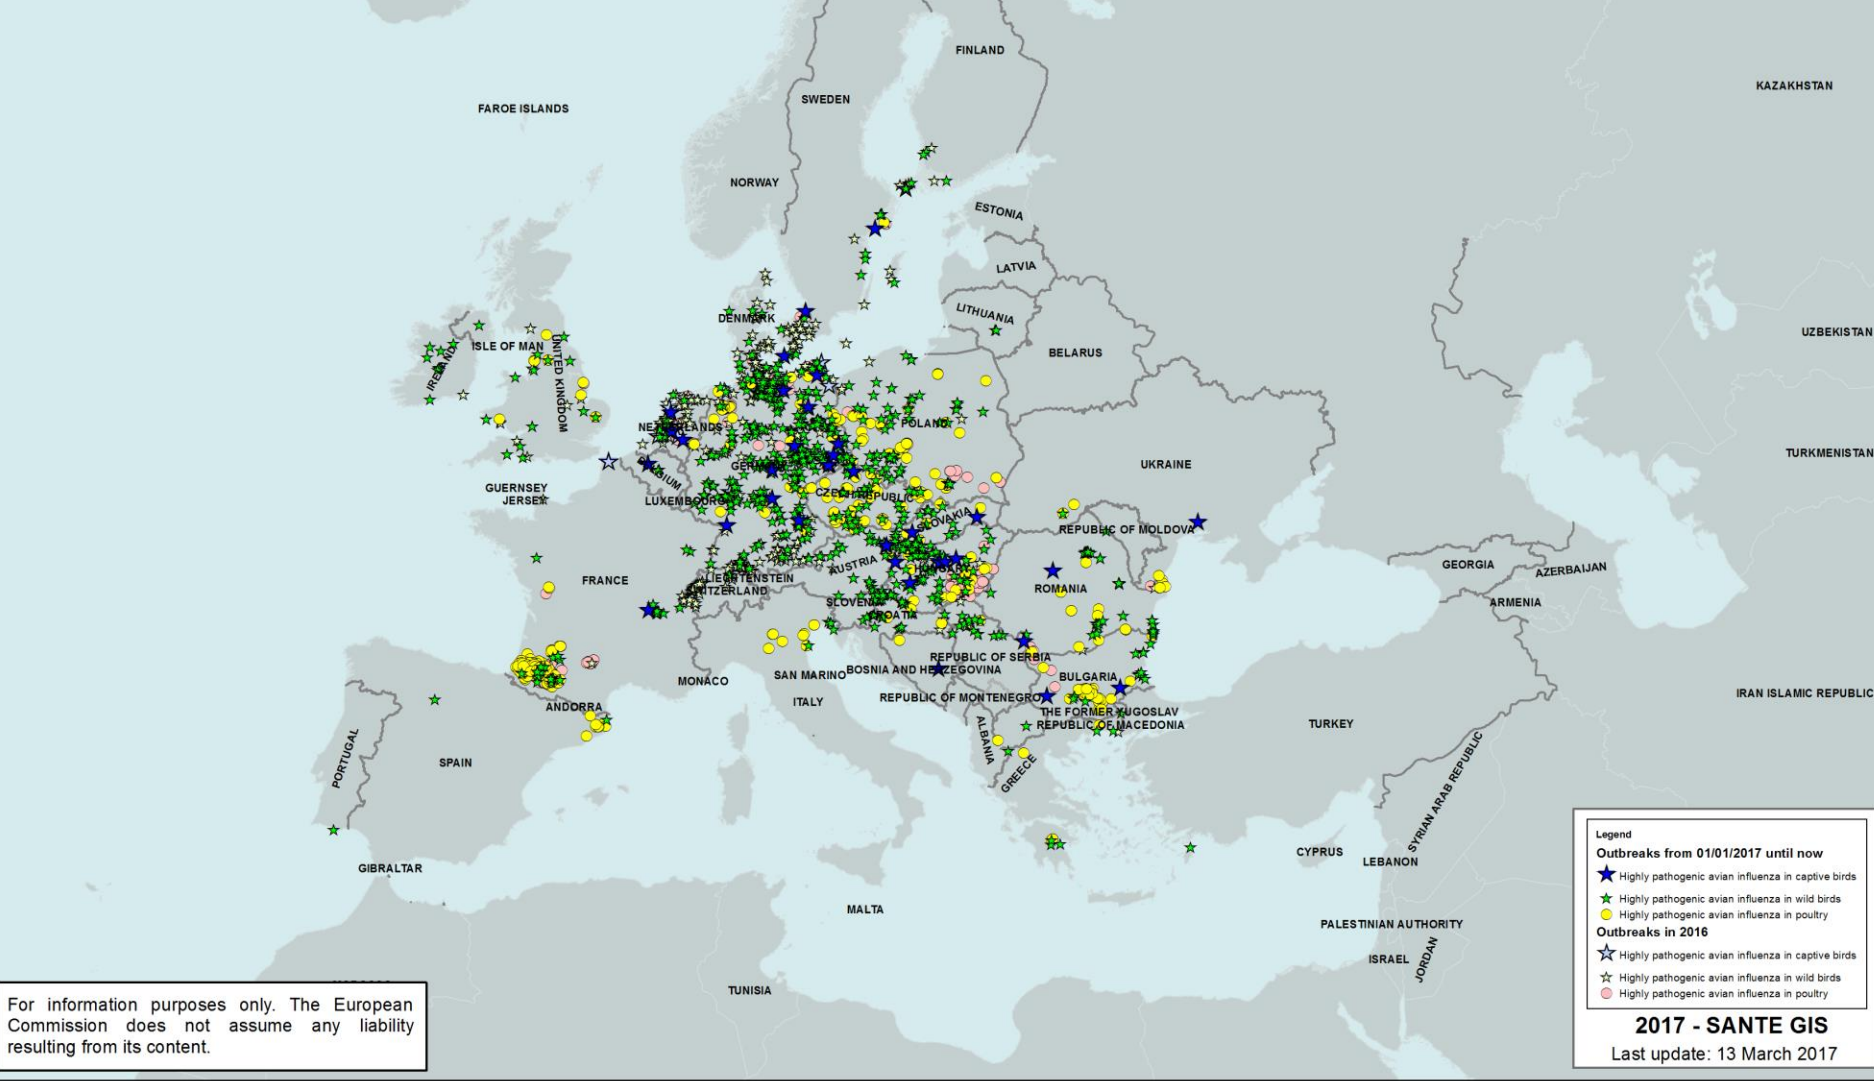 FINLAND
KAZAKHSTAN
SWEDEN
FAROE ISLANDS
NORWAY
ESTONIA
LATVIA
LITHUANIA
DENMARK
UZBEKISTAN
ISLE OF MAN
UNITED KINGDOM
IRELAND
BELARUS
NETHERLANDS
POLAND
TURKMENISTAN
UKRAINE
GERMANY
BELGIUM
GUERNSEY
JERSEY
LUXEMBOURG
CZECH REPUBLIC
SLOVAKIA
REPUBLIC OF MOLDOVA
GEORGIA
AZERBAIJAN
AUSTRIA
HUNGARY
FRANCE
LIECHTENSTEIN
SWITZERLAND
ROMANIA
ARMENIA
SLOVENIA
CROATIA
REPUBLIC OF SERBIA
BOSNIA AND HERZEGOVINA
SAN MARINO
MONACO
BULGARIA
IRAN ISLAMIC REPUBLIC
REPUBLIC OF MONTENEGRO
ITALY
ANDORRA
THE FORMER YUGOSLAV
REPUBLIC OF MACEDONIA
TURKEY
ALBANIA
PORTUGAL
SPAIN
GREECE
SYRIAN ARAB REPUBLIC
CYPRUS
LEBANON
GIBRALTAR
MALTA
PALESTINIAN AUTHORITY
ISRAEL
JORDAN
TUNISIA
For information purposes only. The European
Commission does not assume any liability
resulting from its content.
Legend
Outbreaks from 01/01/2017 until now
Highly pathogenic avian influenza in captive birds
Highly pathogenic avian influenza in wild birds
Highly pathogenic avian influenza in poultry
Outbreaks in 2016
Highly pathogenic avian influenza in captive birds
Highly pathogenic avian influenza in wild birds
Highly pathogenic avian influenza in poultry
2017 - SANTE GIS
Last update: 13 March 2017